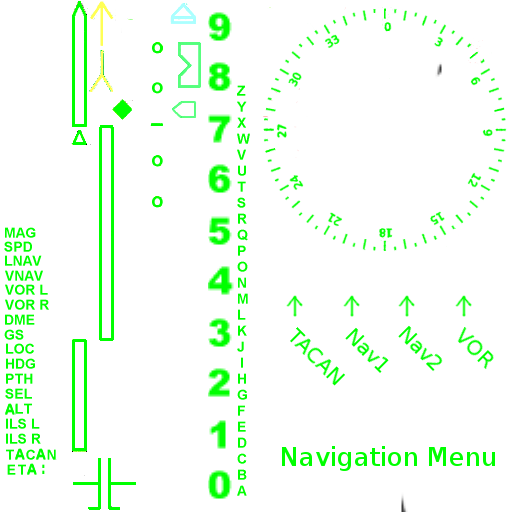 MAG
SPD
LNAV
VNAV
VOR L
VOR R
DME
GS
LOC
HDG
PTH
SEL
ALT
ILS L
ILS R
TACAN
ETA :
9
8
7
6
5
4
3
2
1
0
Z
Y
X
W
V
U
T
S
R
Q
P
O
N
M
L
K
J
I
H
G
F
E
D
C
B
A
0
3
6
9
12
15
18
21
24
27
30
33
TACAN
Nav1
Nav2
VOR
Navigation Menu